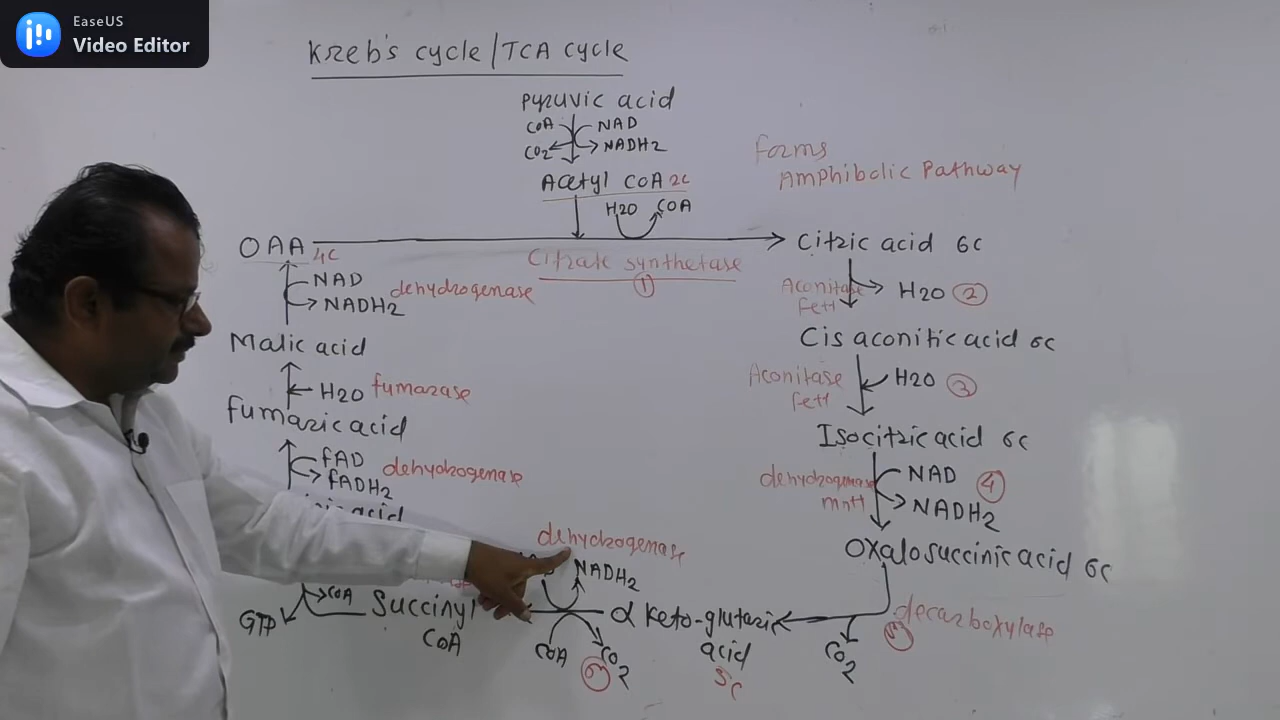 EaseUS
Video Editor
Kreb's cycle/TCA cycle
Pyruvic acid
COA NAD
CO2 NADH2
Acetyl COA 2C
H2O COA
forms
Amphibolic Pathway
OAA 4C
Citric acid 6C
Citrate synthetase
1
NAD
NADH2
dehydrogenase
Aconitase
fe++
H2O 2
Malic acid
Cis aconitic acid 6C
H2O fumarase
Aconitase
fe++
H2O 3
fumaric acid
Isocitric acid 6C
FAD
FADH2
dehydrogenase
dehydrogenase
mn++
NAD
NADH2
4
acid
dehydrogenase
NADH2
Oxalosuccinic acid 6C
COA
GTP
Succinyl
COA
α Keto-glutaric
acid
5C
decarboxylase
CO2
COA
CO2